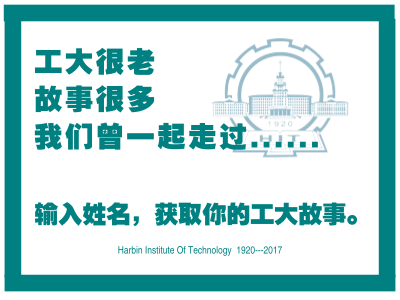 工大很老
故事很多
我们曾一起走过......
1920
输入姓名，获取你的工大故事。
Harbin Institute Of Technology 1920---2017